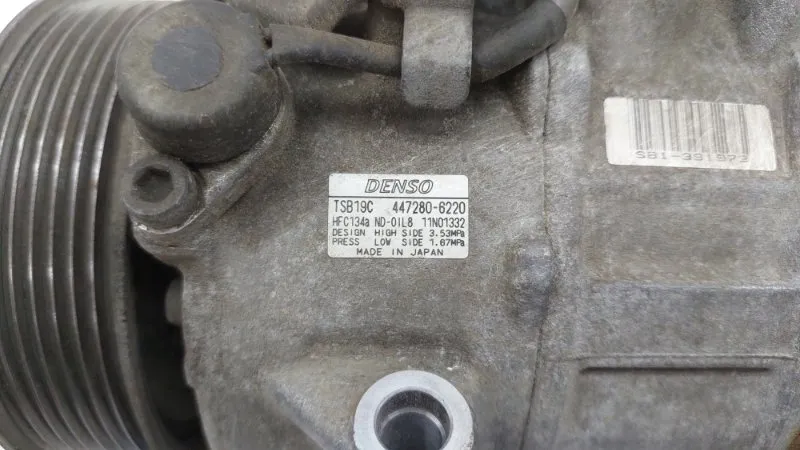 DENSO
TSB19C 447280-6220
HFC134a ND-OIL8 11N01332
DESIGN HIGH SIDE 3.53MPa
PRESS LOW SIDE 1.67MPa
MADE IN JAPAN